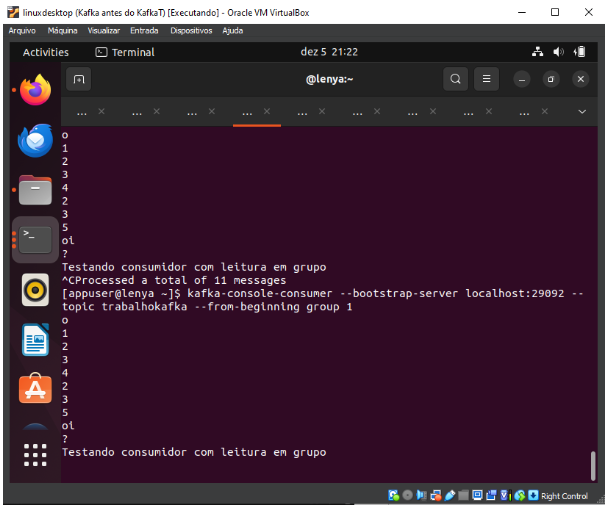 linuxdesktop (Kafka antes do KafkaT) [Executando] - Oracle VM VirtualBox
Arquivo Máquina Visualizar Entrada Dispositivos Ajuda
Activities Terminal dez 5 21:22
@lenya:~
... ... ... ... ... ... ... ... ...
o
1
2
3
4
2
3
5
oi
?
Testando consumidor com leitura em grupo
^CProcessed a total of 11 messages
[appuser@lenya ~]$ kafka-console-consumer --bootstrap-server localhost:29092 --
topic trabalhokafka --from-beginning group 1
o
1
2
3
4
2
3
5
oi
?
Testando consumidor com leitura em grupo
Right Control